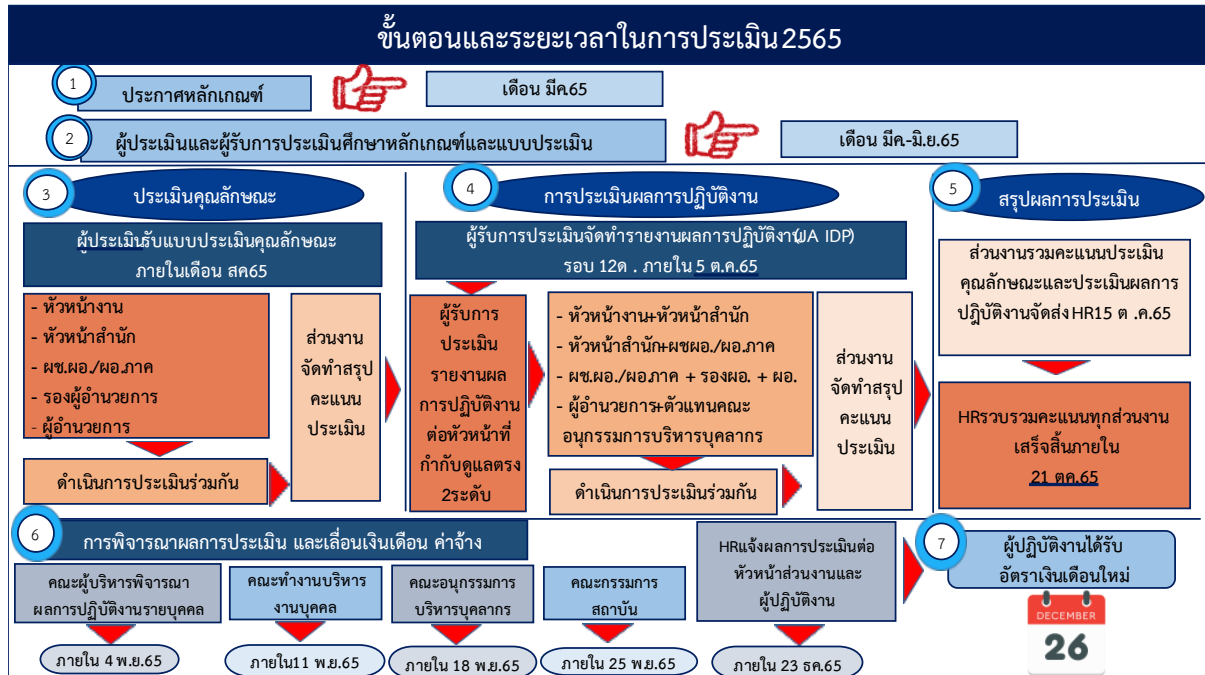 ขั้นตอนและระยะเวลาในการประเมิน 2565
1
ประกาศหลักเกณฑ์
เดือน มีค.65
2
ผู้ประเมินและผู้รับการประเมินศึกษาหลักเกณฑ์และแบบประเมิน
เดือน มีค-มิ.ย.65
3
ประเมินคุณลักษณะ
ผู้ประเมินรับแบบประเมินคุณลักษณะ
ภายในเดือน สค65
- หัวหน้างาน
- หัวหน้าสำนัก
- ผช.ผอ./ผอ.ภาค
- รองผู้อำนวยการ
- ผู้อำนวยการ
ดำเนินการประเมินร่วมกัน
ส่วนงาน
จัดทำสรุป
คะแนน
ประเมิน
4
การประเมินผลการปฏิบัติงาน
ผู้รับการประเมินจัดทำรายงานผลการปฏิบัติงาน(JA IDP)
รอบ 12ด . ภายใน 5 ต.ค.65
ผู้รับการ
ประเมิน
รายงานผล
การปฏิบัติงาน
ต่อหัวหน้าที่
กำกับดูแลตรง
2ระดับ
- หัวหน้างาน+หัวหน้าสำนัก
- หัวหน้าสำนัก+ผชผอ./ผอ.ภาค
- ผช.ผอ./ผอ.ภาค + รองผอ. + ผอ.
- ผู้อำนวยการ+ตัวแทนคณะ
อนุกรรมการบริหารบุคลากร
ดำเนินการประเมินร่วมกัน
ส่วนงาน
จัดทำสรุป
คะแนน
ประเมิน
5
สรุปผลการประเมิน
ส่วนงานรวมคะแนนประเมิน
คุณลักษณะและประเมินผลการ
ปฏิบัติงานจัดส่ง HR15 ต .ค.65
HRรวบรวมคะแนนทุกส่วนงาน
เสร็จสิ้นภายใน
21 ตค.65
6
การพิจารณาผลการประเมิน และเลื่อนเงินเดือน ค่าจ้าง
คณะผู้บริหารพิจารณา
ผลการปฏิบัติงานรายบุคคล
ภายใน 4 พ.ย.65
คณะทำงานบริหาร
งานบุคคล
ภายใน11 พ.ย.65
คณะอนุกรรมการ
บริหารบุคลากร
ภายใน 18 พ.ย.65
คณะกรรมการ
สถาบัน
ภายใน 25 พ.ย.65
HRแจ้งผลการประเมินต่อ
หัวหน้าส่วนงานและ
ผู้ปฏิบัติงาน
ภายใน 23 ธค.65
7
ผู้ปฏิบัติงานได้รับ
อัตราเงินเดือนใหม่
DECEMBER
26